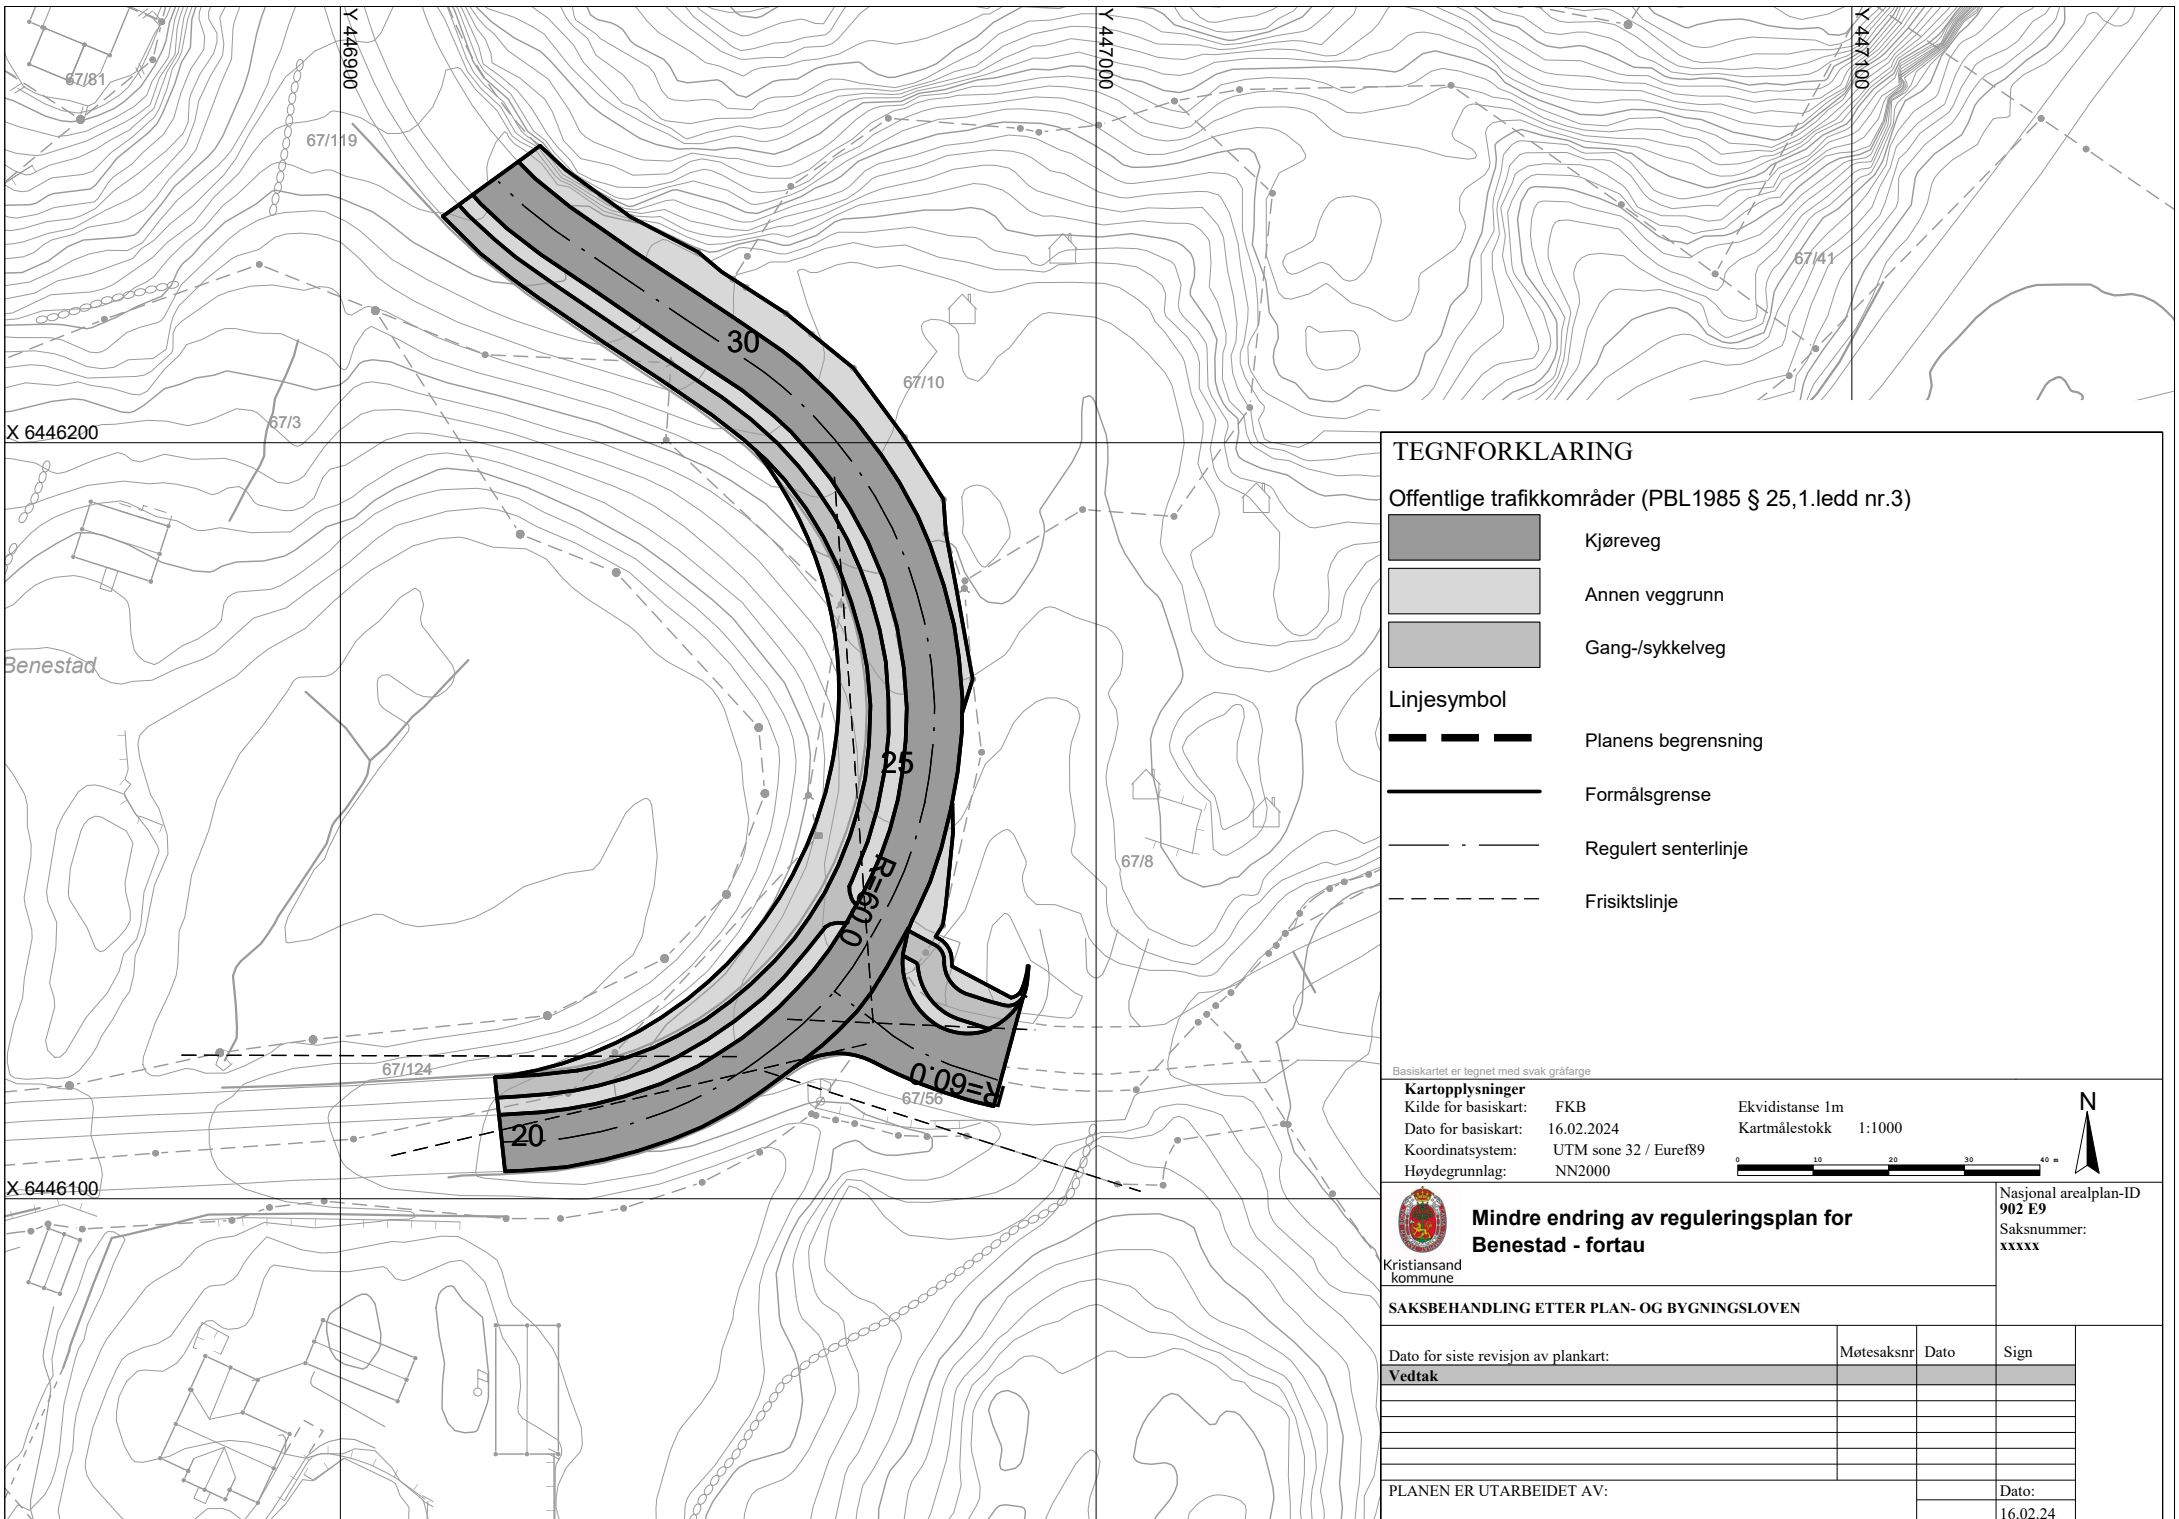 Y 446900
Y 447000
Y 447100
67/81
67/119
67/41
30
67/10
67/3
X 6446200
Benestad
25
67/8
R=60.0
67/124
R=60.0
67/56
20
X 6446100
TEGNFORKLARING
Offentlige trafikkområder (PBL1985 § 25,1.ledd nr.3)
Kjøreveg
Annen veggrunn
Gang-/sykkelveg
Linjesymbol
Planens begrensning
Formålsgrense
Regulert senterlinje
Frisiktslinje
Basiskartet er tegnet med svak gråfarge
Kartopplysninger
Kilde for basiskart: FKB
Dato for basiskart: 16.02.2024
Koordinatsystem: UTM sone 32 / Euref89
Høydegrunnlag: NN2000
Ekvidistanse 1m
Kartmålestokk 1:1000
0 10 20 30 40 m
N
Kristiansand
kommune
Mindre endring av reguleringsplan for
Benestad - fortau
Nasjonal arealplan-ID
902 E9
Saksnummer:
xxxxx
SAKSBEHANDLING ETTER PLAN- OG BYGNINGSLOVEN
Dato for siste revisjon av plankart: Møtesaksnr Dato Sign
Vedtak
PLANEN ER UTARBEIDET AV:
Dato:
16.02.24